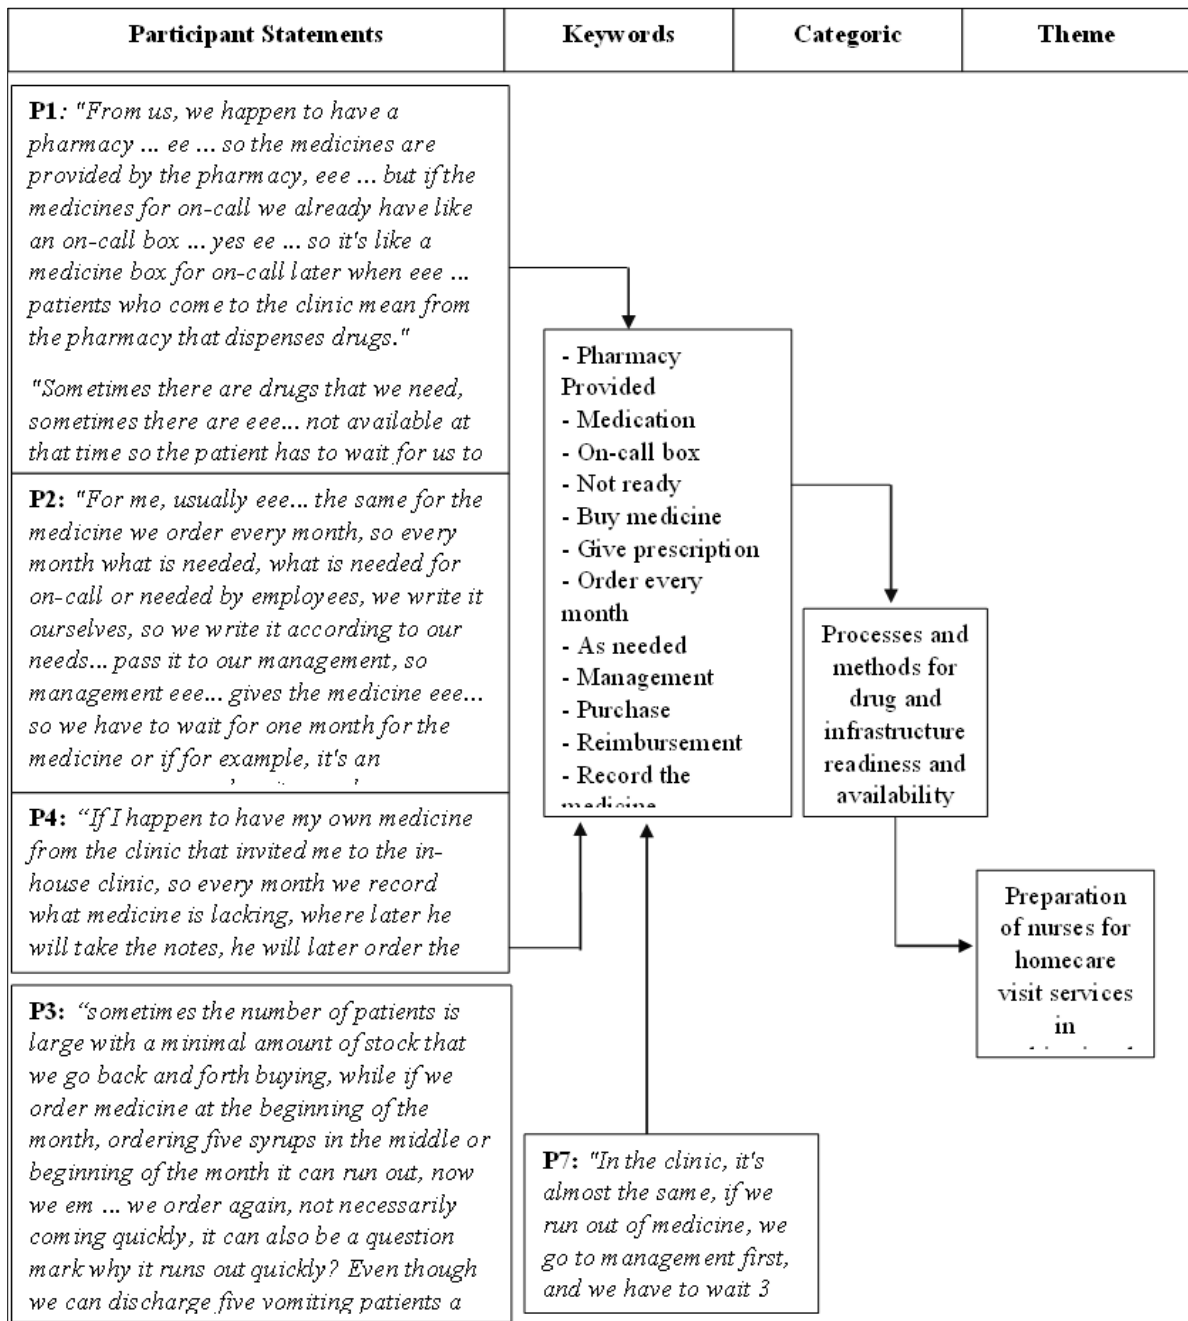 Participant Statements
Keywords
Categoric
Theme
P1: "From us, we happen to have a
pharmacy ... ee ... so the medicines are
provided by the pharmacy, eee ... but if the
medicines for on-call we already have like
an on-call box ... yes ee ... so it's like a
medicine box for on-call later when eee ...
patients who come to the clinic mean from
the pharmacy that dispenses drugs."
"Sometimes there are drugs that we need,
sometimes there are eee... not available at
that time so the patient has to wait for us to
P2: "For me, usually eee... the same for the
medicine we order every month, so every
month what is needed, what is needed for
on-call or needed by employees, we write it
ourselves, so we write it according to our
needs... pass it to our management, so
management eee... gives the medicine eee...
so we have to wait for one month for the
medicine or if for example, it's an
P4: “If I happen to have my own medicine
from the clinic that invited me to the in-
house clinic, so every month we record
what medicine is lacking, where later he
will take the notes, he will later order the
P3: “sometimes the number of patients is
large with a minimal amount of stock that
we go back and forth buying, while if we
order medicine at the beginning of the
month, ordering five syrups in the middle or
beginning of the month it can run out, now
we em ... we order again, not necessarily
coming quickly, it can also be a question
mark why it runs out quickly? Even though
we can discharge five vomiting patients a
- Pharmacy
Provided
- Medication
- On-call box
- Not ready
- Buy medicine
- Give prescription
- Order every
month
- As needed
- Management
- Purchase
- Reimbursement
- Record the
medicine
P7: "In the clinic, it's
almost the same, if we
run out of medicine, we
go to management first,
and we have to wait 3
Processes and
methods for
drug and
infrastructure
readiness and
availability
Preparation
of nurses for
homecare
visit services
in